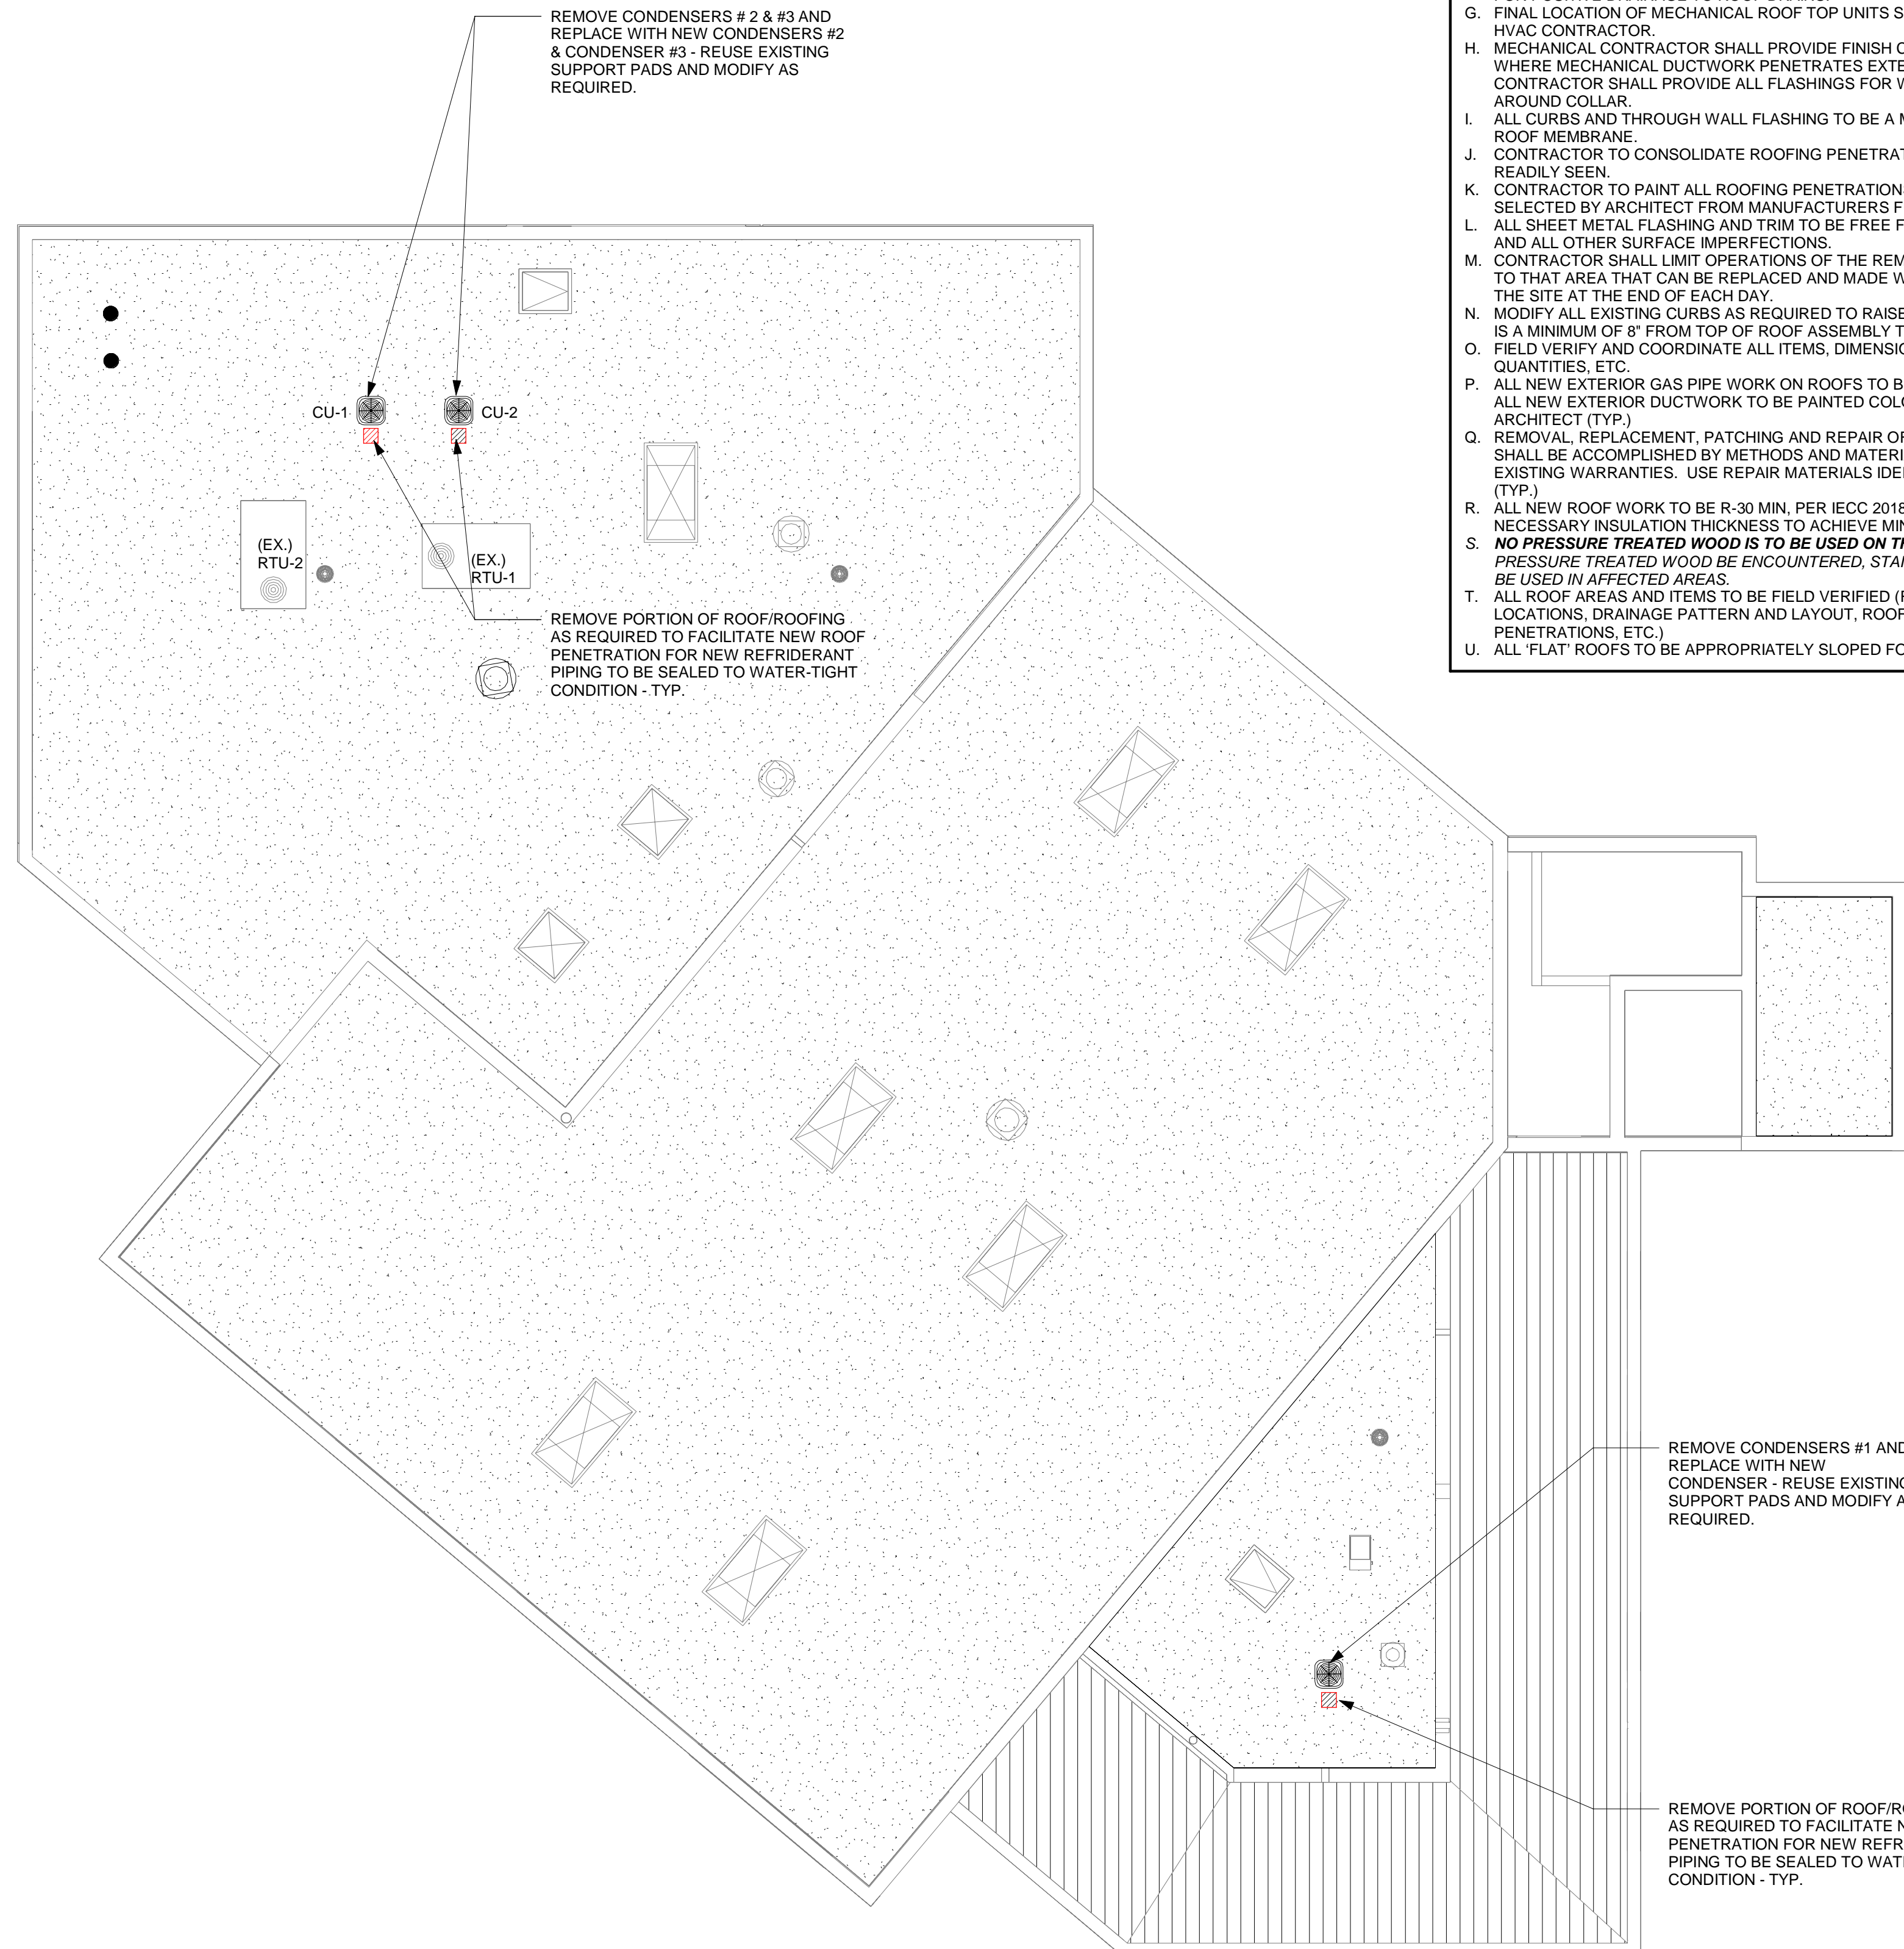 REMOVE CONDENSERS # 2 & #3 AND
REPLACE WITH NEW CONDENSERS #2
& CONDENSER #3 - REUSE EXISTING
SUPPORT PADS AND MODIFY AS
REQUIRED.
G. FINAL LOCATION OF MECHANICAL ROOF TOP UNITS S
HVAC CONTRACTOR.
H. MECHANICAL CONTRACTOR SHALL PROVIDE FINISH C
WHERE MECHANICAL DUCTWORK PENETRATES EXTE
CONTRACTOR SHALL PROVIDE ALL FLASHINGS FOR W
AROUND COLLAR.
I. ALL CURBS AND THROUGH WALL FLASHING TO BE A M
ROOF MEMBRANE.
J. CONTRACTOR TO CONSOLIDATE ROOFING PENETRAT
READILY SEEN.
K. CONTRACTOR TO PAINT ALL ROOFING PENETRATION
SELECTED BY ARCHITECT FROM MANUFACTURERS F
L. ALL SHEET METAL FLASHING AND TRIM TO BE FREE F
AND ALL OTHER SURFACE IMPERFECTIONS.
M. CONTRACTOR SHALL LIMIT OPERATIONS OF THE REM
TO THAT AREA THAT CAN BE REPLACED AND MADE W
THE SITE AT THE END OF EACH DAY.
N. MODIFY ALL EXISTING CURBS AS REQUIRED TO RAISE
IS A MINIMUM OF 8" FROM TOP OF ROOF ASSEMBLY T
O. FIELD VERIFY AND COORDINATE ALL ITEMS, DIMENSIO
QUANTITIES, ETC.
P. ALL NEW EXTERIOR GAS PIPE WORK ON ROOFS TO B
ALL NEW EXTERIOR DUCTWORK TO BE PAINTED COLO
ARCHITECT (TYP.)
Q. REMOVAL, REPLACEMENT, PATCHING AND REPAIR OF
SHALL BE ACCOMPLISHED BY METHODS AND MATERI
EXISTING WARRANTIES. USE REPAIR MATERIALS IDE
(TYP.)
R. ALL NEW ROOF WORK TO BE R-30 MIN, PER IECC 2018
NECESSARY INSULATION THICKNESS TO ACHIEVE MIN
S. NO PRESSURE TREATED WOOD IS TO BE USED ON TH
PRESSURE TREATED WOOD BE ENCOUNTERED, STAI
BE USED IN AFFECTED AREAS.
T. ALL ROOF AREAS AND ITEMS TO BE FIELD VERIFIED (R
LOCATIONS, DRAINAGE PATTERN AND LAYOUT, ROOF
PENETRATIONS, ETC.)
U. ALL ‘FLAT’ ROOFS TO BE APPROPRIATELY SLOPED FO
CU-1
CU-2
(EX.)
RTU-2
(EX.)
RTU-1
REMOVE PORTION OF ROOF/ROOFING
AS REQUIRED TO FACILITATE NEW ROOF
PENETRATION FOR NEW REFRIDERANT
PIPING TO BE SEALED TO WATER-TIGHT
CONDITION - TYP.
REMOVE CONDENSERS #1 AND
REPLACE WITH NEW
CONDENSER - REUSE EXISTING
SUPPORT PADS AND MODIFY A
REQUIRED.
REMOVE PORTION OF ROOF/R
AS REQUIRED TO FACILITATE N
PENETRATION FOR NEW REFR
PIPING TO BE SEALED TO WAT
CONDITION - TYP.